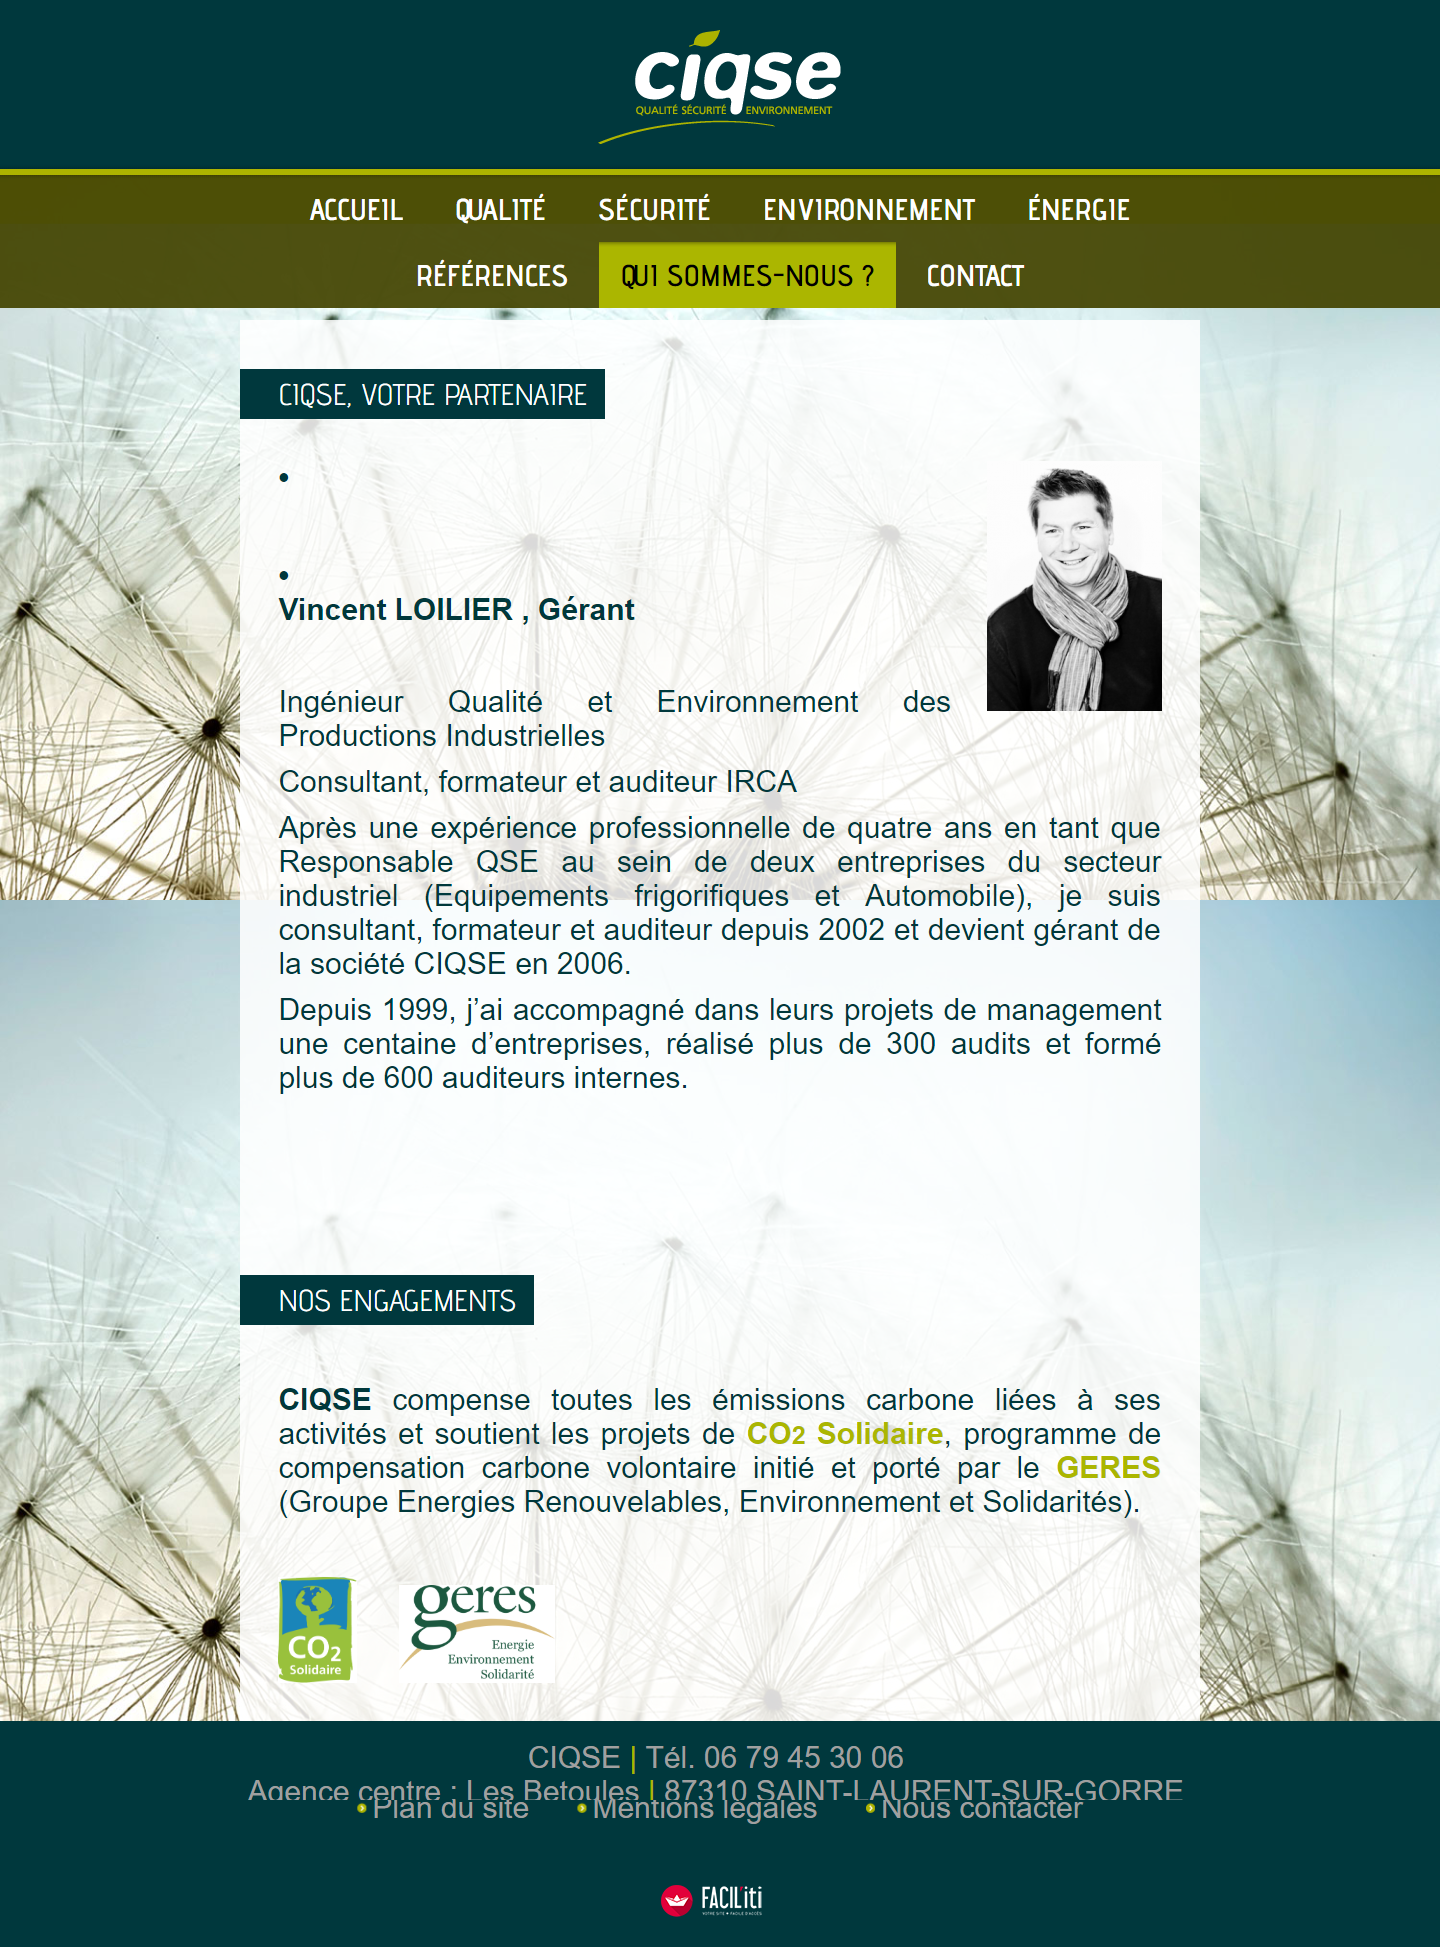 ciqse
QUALITÉ SÉCURITÉ ENVIRONNEMENT
ACCUEIL QUALITÉ SÉCURITÉ ENVIRONNEMENT ÉNERGIE
RÉFÉRENCES QUI SOMMES-NOUS ? CONTACT
CIQSE, VOTRE PARTENAIRE
•
•
Vincent LOILIER , Gérant
Ingénieur Qualité et Environnement des
Productions Industrielles
Consultant, formateur et auditeur IRCA
Après une expérience professionnelle de quatre ans en tant que
Responsable QSE au sein de deux entreprises du secteur
industriel (Equipements frigorifiques et Automobile), je suis
consultant, formateur et auditeur depuis 2002 et devient gérant de
la société CIQSE en 2006.
Depuis 1999, j’ai accompagné dans leurs projets de management
une centaine d’entreprises, réalisé plus de 300 audits et formé
plus de 600 auditeurs internes.
NOS ENGAGEMENTS
CIQSE compense toutes les émissions carbone liées à ses
activités et soutient les projets de CO2 Solidaire, programme de
compensation carbone volontaire initié et porté par le GERES
(Groupe Energies Renouvelables, Environnement et Solidarités).
CO2
Solidaire
geres
Energie
Environnement
Solidarité
CIQSE | Tél. 06 79 45 30 06
Agence centre : Les Betoules | 87310 SAINT-LAURENT-SUR-GORRE
Plan du site Mentions légales Nous contacter
FACIL'iti
VOTRE SITE + FACILE D'ACCÈS